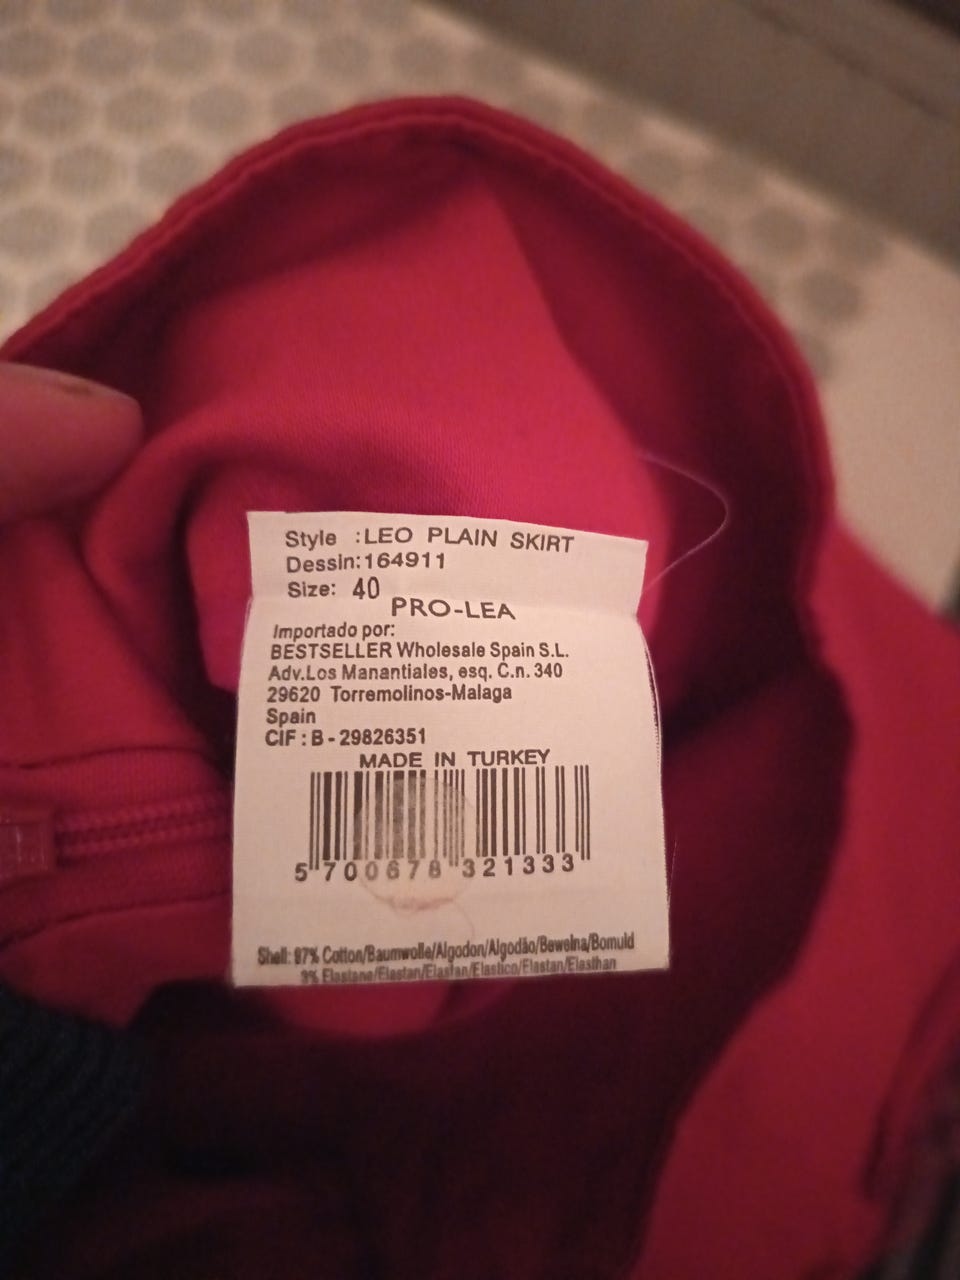 Style :LEO PLAIN SKIRT
Dessin:164911
Size: 40
PRO-LEA
Importado por:
BESTSELLER Wholesale Spain S.L.
Adv.Los Manantiales, esq. C.n. 340
29620 Torremolinos-Malaga
Spain
CIF : B - 29826351
MADE IN TURKEY
5 700678 321333
Shell: 97% Cotton/Baumwolle/Algodon/Algodão/Bewelna/Bomuld
3% Elastane/Elastan/Elastan/Elastico/Elastan/Elasthan